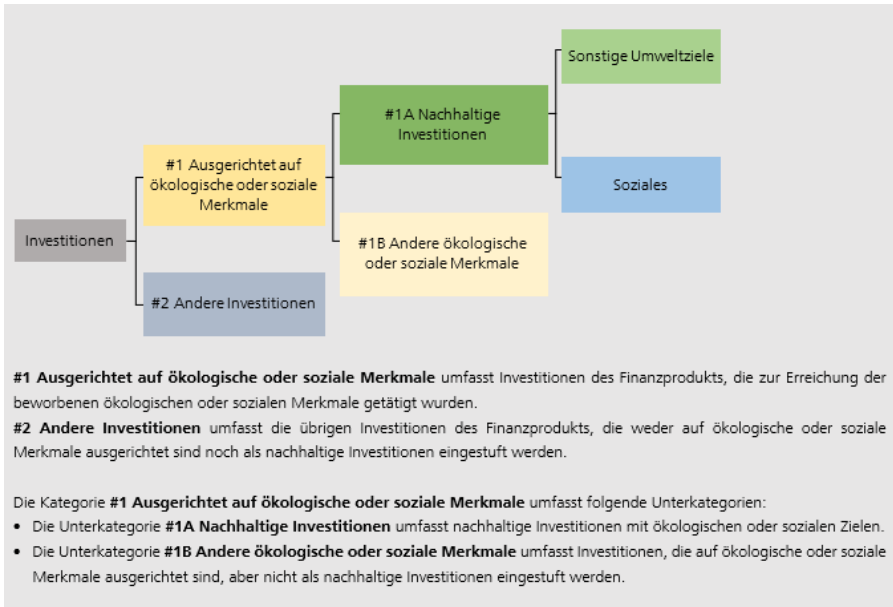 Sonstige Umweltziele
#1A Nachhaltige
Investitionen
#1 Ausgerichtet auf
ökologische oder soziale
Merkmale
Soziales
Investitionen
#1B Andere ökologische
oder soziale Merkmale
#2 Andere Investitionen
#1 Ausgerichtet auf ökologische oder soziale Merkmale umfasst Investitionen des Finanzprodukts, die zur Erreichung der
beworbenen ökologischen oder sozialen Merkmale getätigt wurden.
#2 Andere Investitionen umfasst die übrigen Investitionen des Finanzprodukts, die weder auf ökologische oder soziale
Merkmale ausgerichtet sind noch als nachhaltige Investitionen eingestuft werden.
Die Kategorie #1 Ausgerichtet auf ökologische oder soziale Merkmale umfasst folgende Unterkategorien:
• Die Unterkategorie #1A Nachhaltige Investitionen umfasst nachhaltige Investitionen mit ökologischen oder sozialen Zielen.
• Die Unterkategorie #1B Andere ökologische oder soziale Merkmale umfasst Investitionen, die auf ökologische oder soziale
Merkmale ausgerichtet sind, aber nicht als nachhaltige Investitionen eingestuft werden.